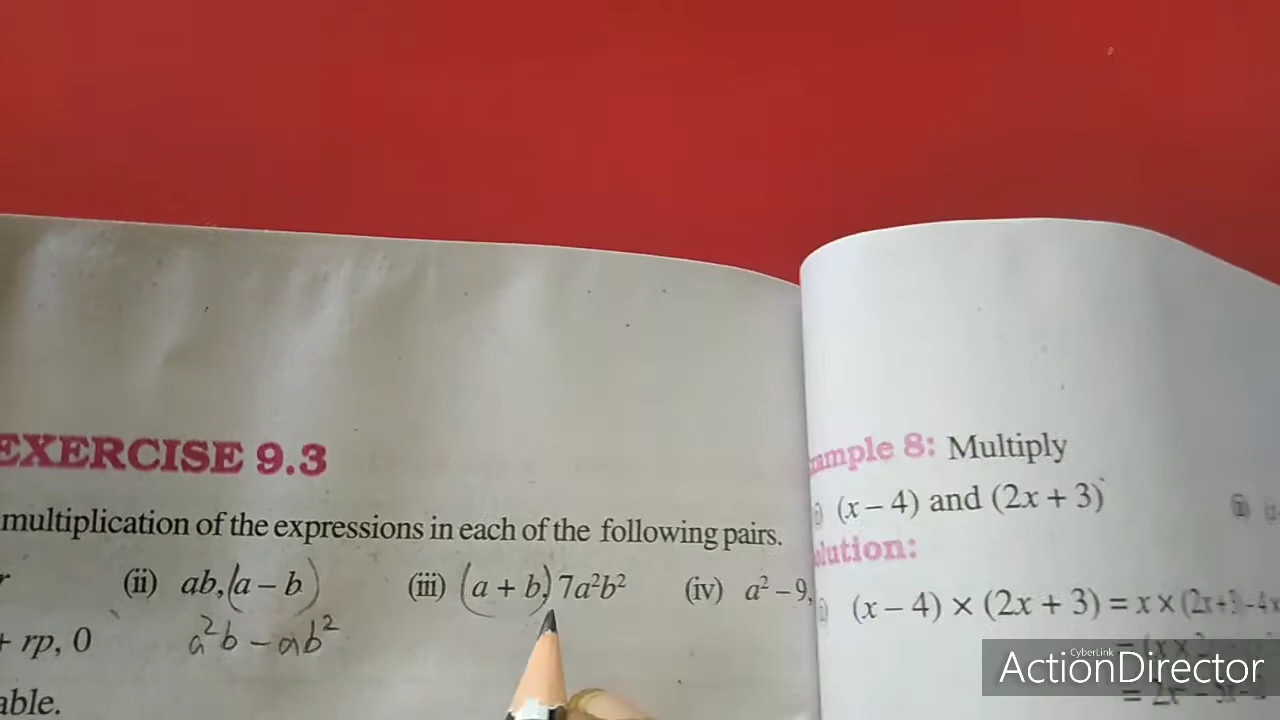 EXERCISE 9.3
multiplication of the expressions in each of the following pairs.
(ii) ab, (a – b) (iii) (a + b), 7a²b² (iv) a² – 9,
+ rp, 0 a²b – ab²
able.
ample 8: Multiply
(x – 4) and (2x + 3)
lution:
(x – 4) × (2x + 3) = x × (2x+3) – 4
CyberLink
ActionDirector